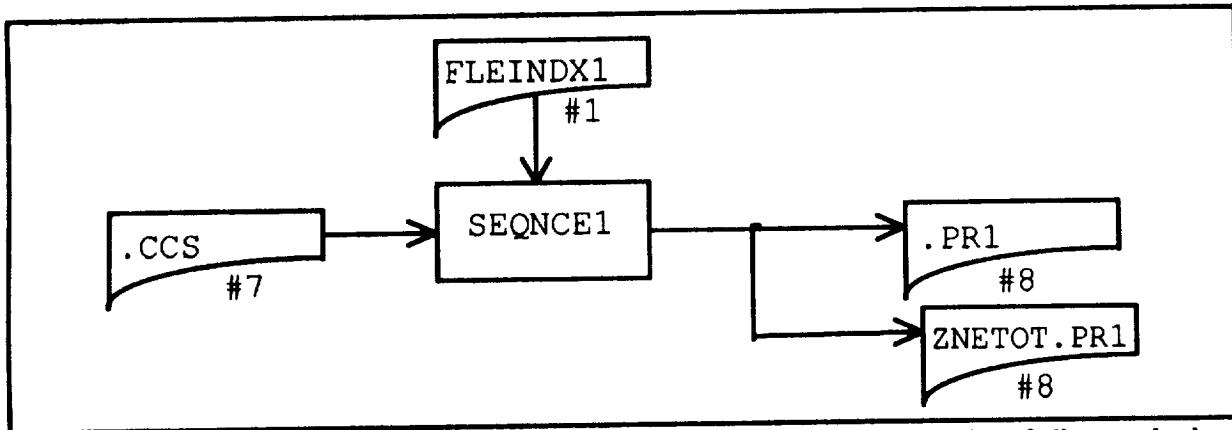 FLEINDX1
#1
SEQNCE1
.CCS
#7
.PR1
#8
ZNETOT.PR1
#8